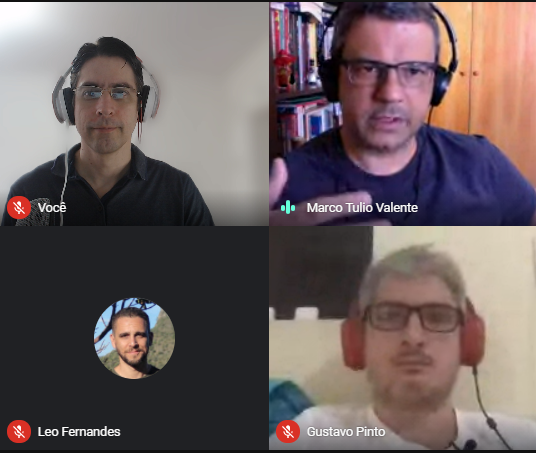 Você
Marco Tulio Valente
Leo Fernandes
Gustavo Pinto